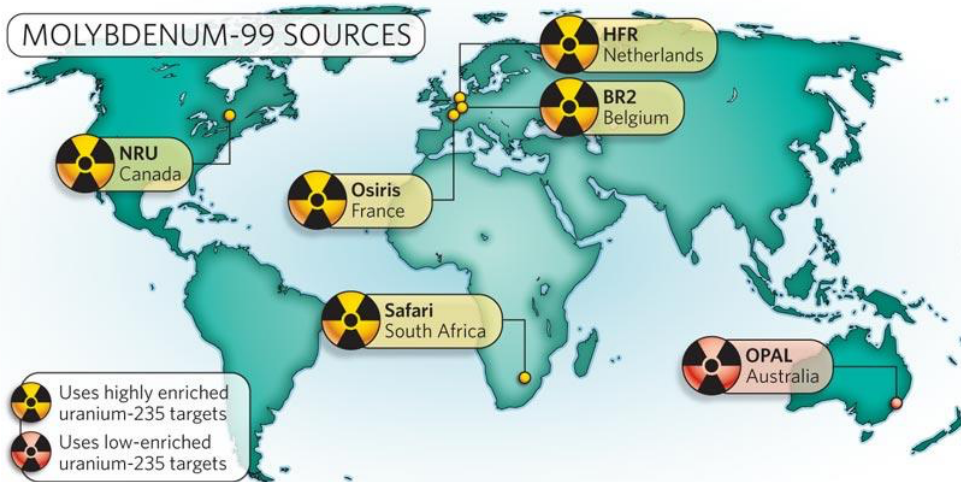 MOLYBDENUM-99 SOURCES
HFR
Netherlands
BR2
Belgium
NRU
Canada
Osiris
France
Safari
South Africa
OPAL
Australia
Uses highly enriched
uranium-235 targets
Uses low-enriched
uranium-235 targets